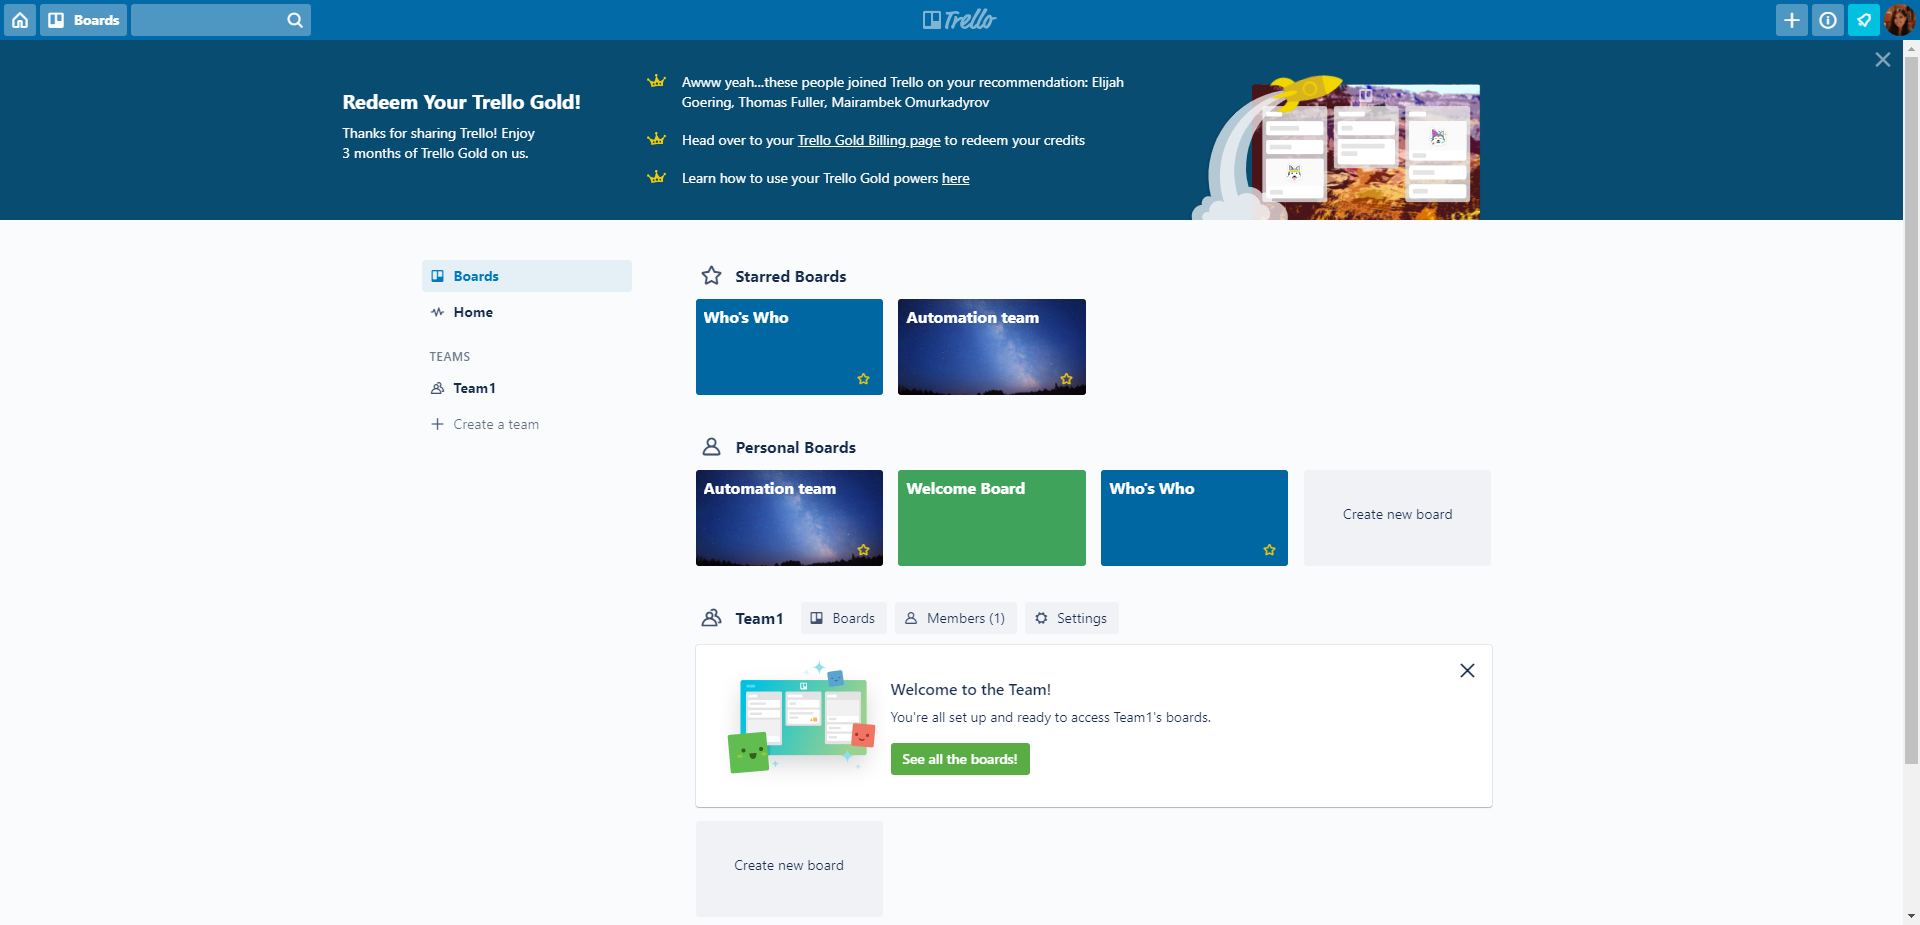 Boards
Trello
Redeem Your Trello Gold!
Thanks for sharing Trello! Enjoy
3 months of Trello Gold on us.
Awww yeah...these people joined Trello on your recommendation: Elijah
Goering, Thomas Fuller, Mairambek Omurkadyrov
Head over to your Trello Gold Billing page to redeem your credits
Learn how to use your Trello Gold powers here
Boards
Home
TEAMS
Team1
Create a team
Starred Boards
Who's Who
Automation team
Personal Boards
Automation team
Welcome Board
Who's Who
Create new board
Team1
Boards
Members (1)
Settings
Welcome to the Team!
You're all set up and ready to access Team1's boards.
See all the boards!
Create new board